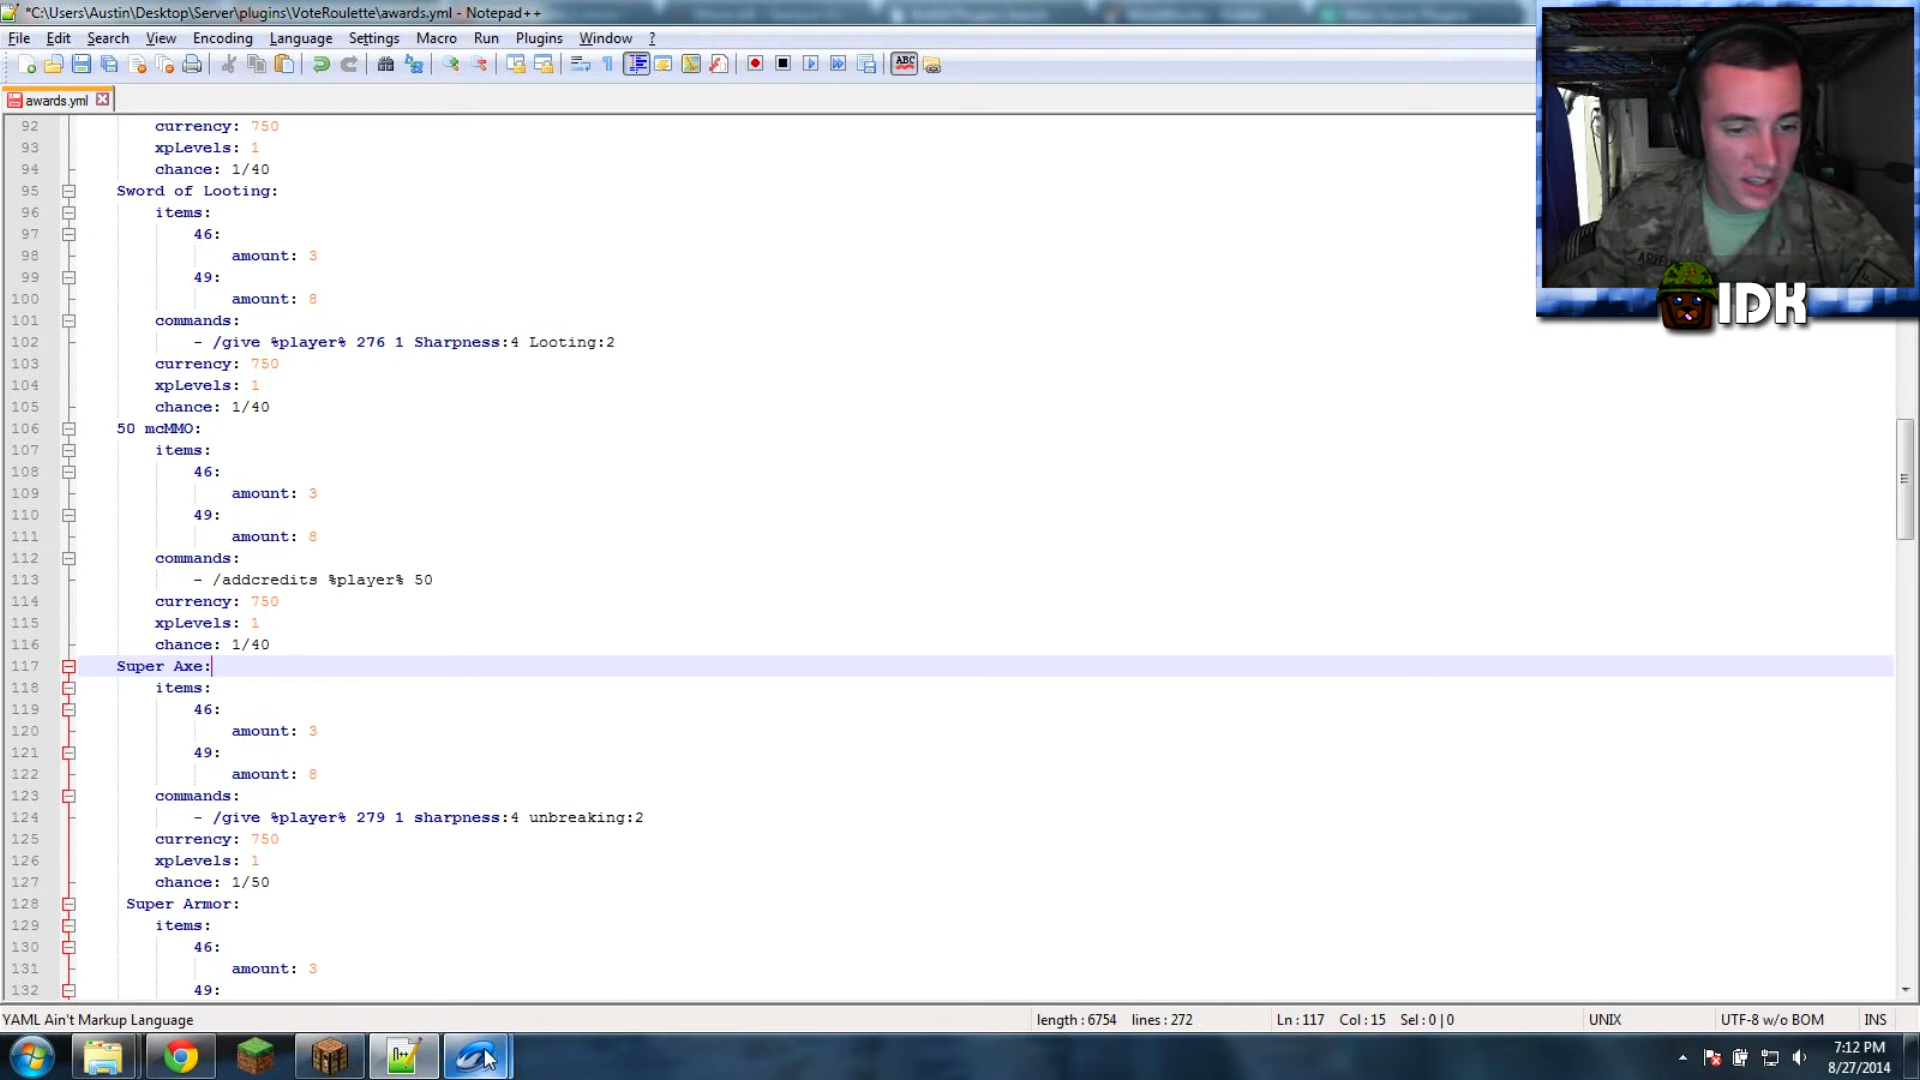 *C:\Users\Austin\Desktop\Server\plugins\VoteRoulette\awards.yml - Notepad++
File Edit Search View Encoding Language Settings Macro Run Plugins Window ?
ABC
awards.yml
92 currency: 750
93 xpLevels: 1
94 chance: 1/40
95 Sword of Looting:
96 items:
97 46:
98 amount: 3
99 49:
100 amount: 8
101 commands:
102 - /give %player% 276 1 Sharpness:4 Looting:2
103 currency: 750
104 xpLevels: 1
105 chance: 1/40
106 50 mcMMO:
107 items:
108 46:
109 amount: 3
110 49:
111 amount: 8
112 commands:
113 - /addcredits %player% 50
114 currency: 750
115 xpLevels: 1
116 chance: 1/40
117 Super Axe:
118 items:
119 46:
120 amount: 3
121 49:
122 amount: 8
123 commands:
124 - /give %player% 279 1 sharpness:4 unbreaking:2
125 currency: 750
126 xpLevels: 1
127 chance: 1/50
128 Super Armor:
129 items:
130 46:
131 amount: 3
132 49:
IDK
YAML Ain't Markup Language length : 6754 lines : 272 Ln : 117 Col : 15 Sel : 0 | 0 UNIX UTF-8 w/o BOM INS
7:12 PM
8/27/2014